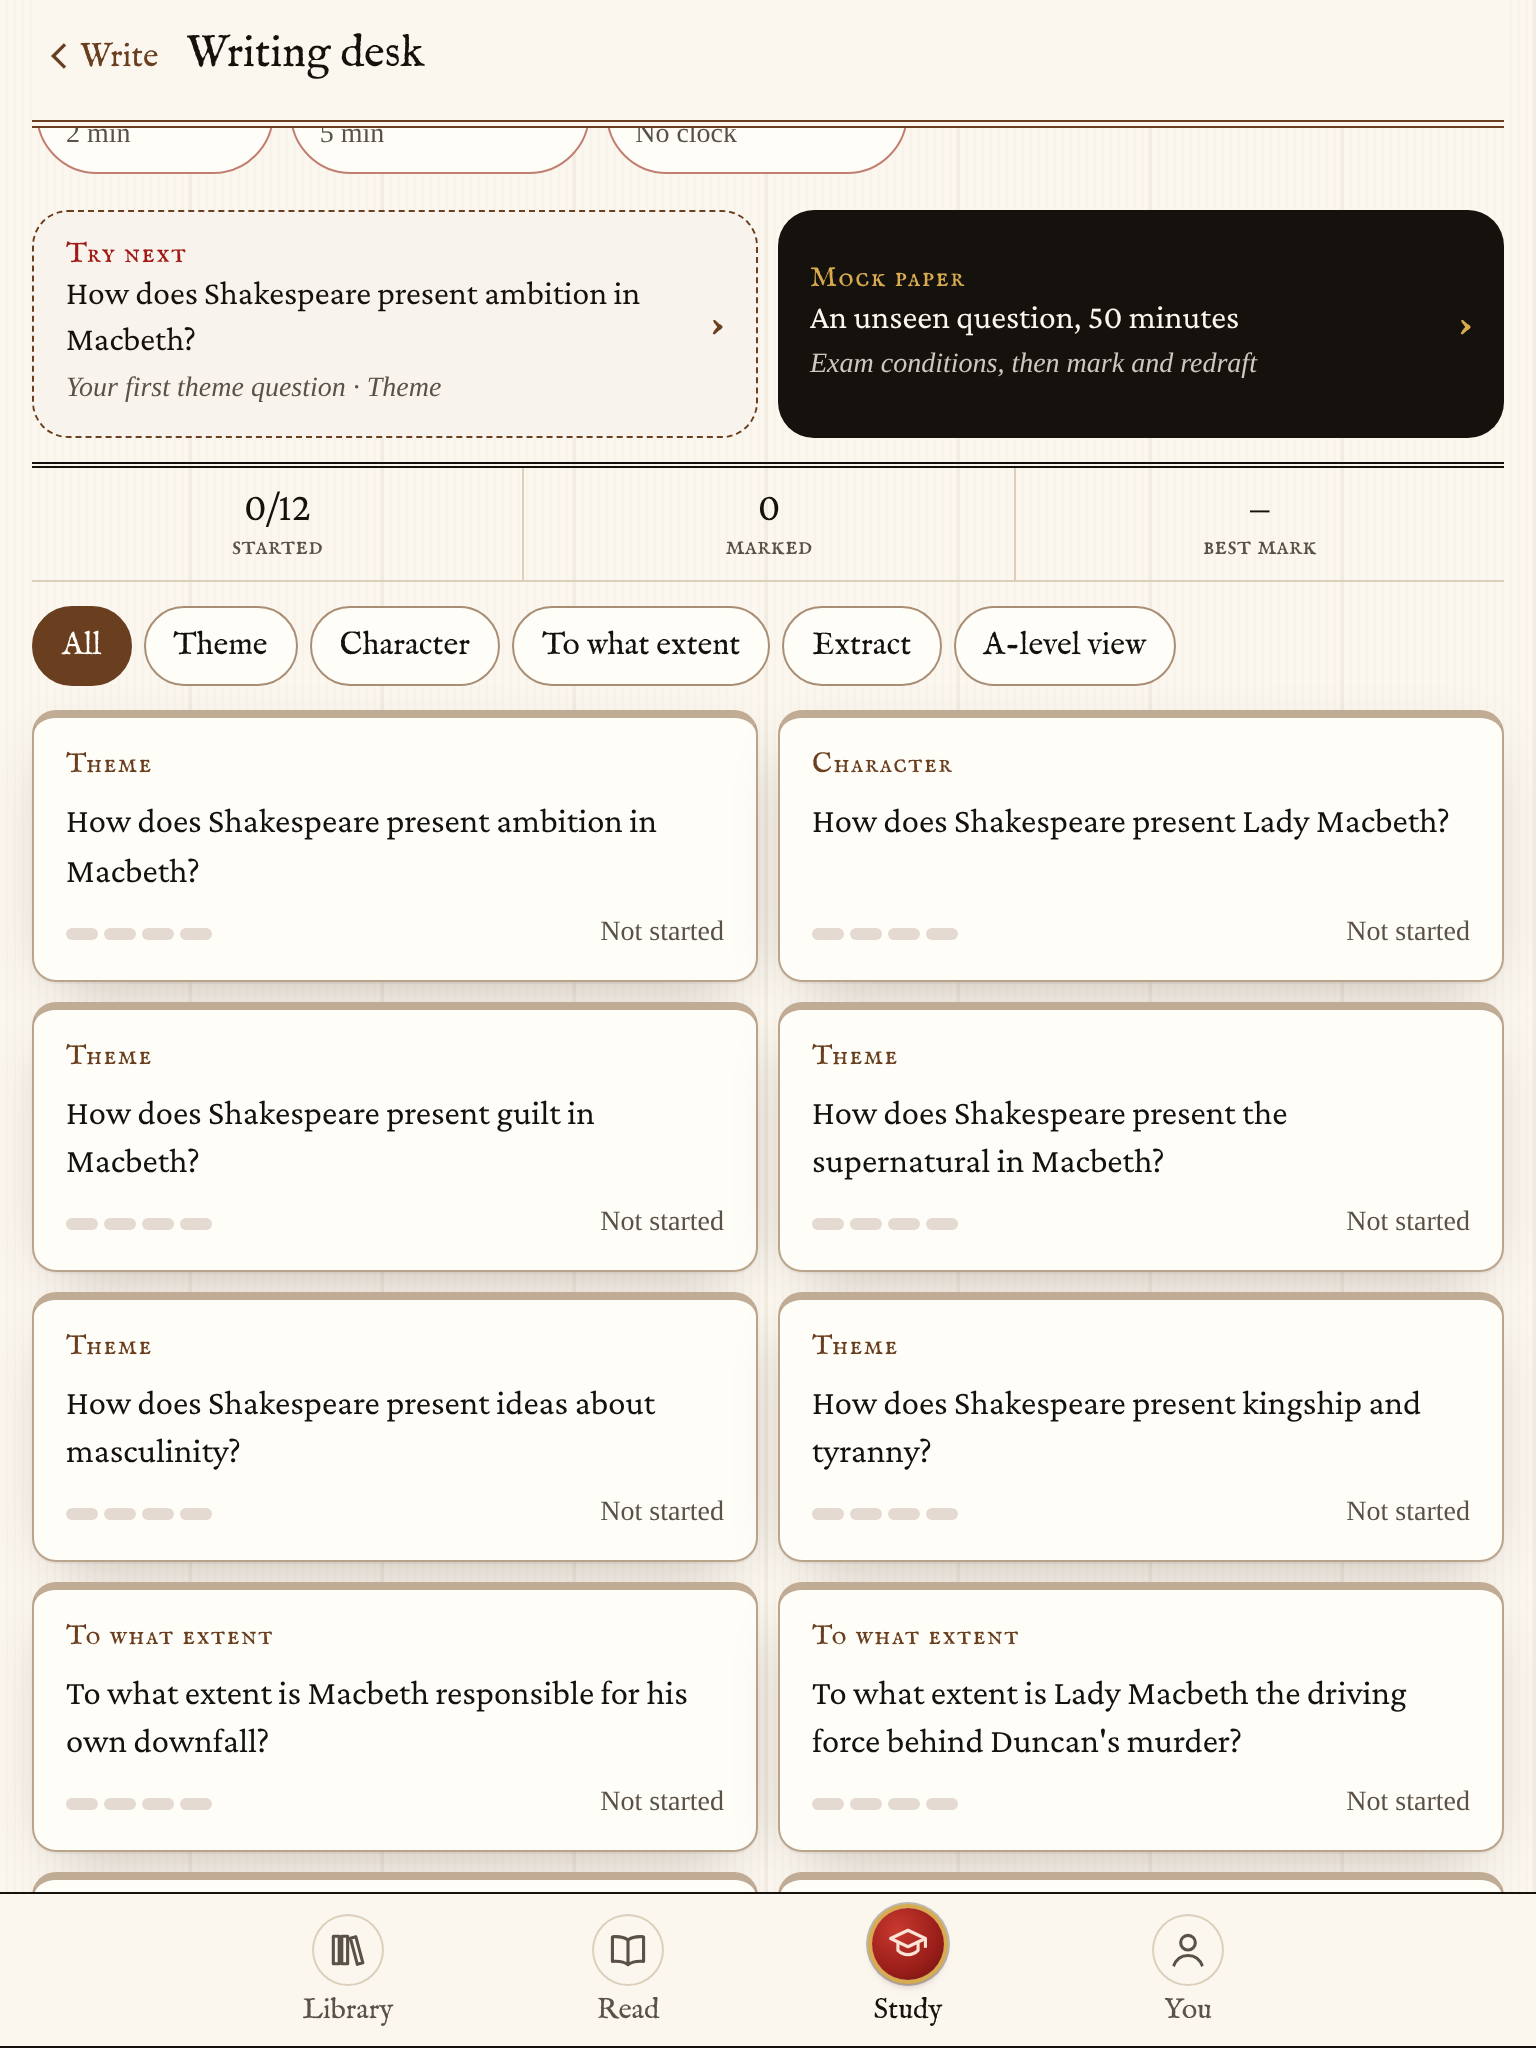 Write
Writing desk
2 min
5 min
No clock
Try next
How does Shakespeare present ambition in
Macbeth?
Your first theme question · Theme
Mock paper
An unseen question, 50 minutes
Exam conditions, then mark and redraft
0/12
STARTED
0
MARKED
–
BEST MARK
All
Theme
Character
To what extent
Extract
A-level view
Theme
How does Shakespeare present ambition in
Macbeth?
Not started
Character
How does Shakespeare present Lady Macbeth?
Not started
Theme
How does Shakespeare present guilt in
Macbeth?
Not started
Theme
How does Shakespeare present the
supernatural in Macbeth?
Not started
Theme
How does Shakespeare present ideas about
masculinity?
Not started
Theme
How does Shakespeare present kingship and
tyranny?
Not started
To what extent
To what extent is Macbeth responsible for his
own downfall?
Not started
To what extent
To what extent is Lady Macbeth the driving
force behind Duncan's murder?
Not started
Library
Read
Study
You